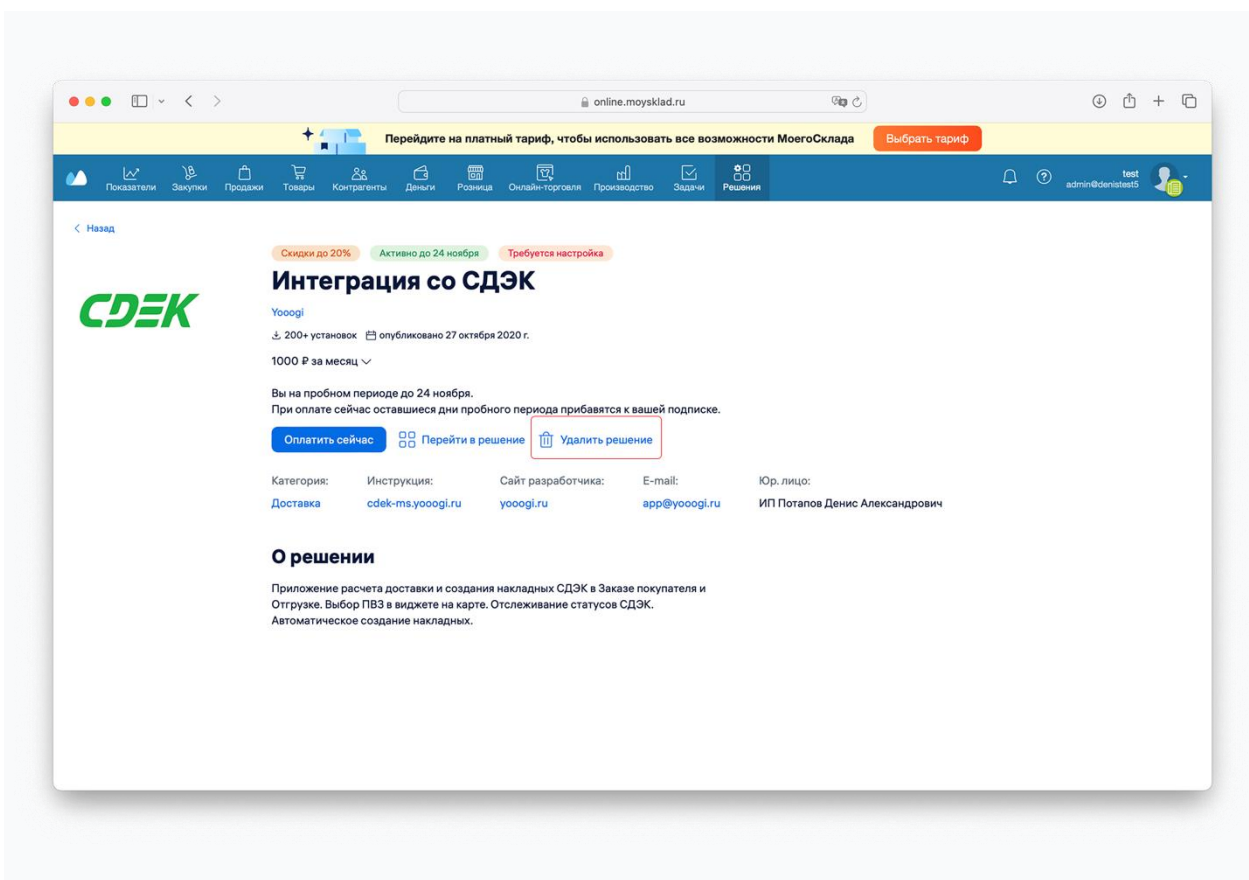 online.moysklad.ru
Перейдите на платный тариф, чтобы использовать все возможности МоегоСклада
Выбрать тариф
Показатели Закупки Продажи Товары Контрагенты Деньги Розница Онлайн-торговля Производство Задачи Решения
test
admin@denistest5
Назад
Скидки до 20% Активно до 24 ноября Требуется настройка
Интеграция со СДЭК
CDEK
Yooogi
200+ установок опубликовано 27 октября 2020 г.
1000 ₽ за месяц
Вы на пробном периоде до 24 ноября.
При оплате сейчас оставшиеся дни пробного периода прибавятся к вашей подписке.
Оплатить сейчас Перейти в решение Удалить решение
Категория: Инструкция: Сайт разработчика: E-mail: Юр. лицо:
Доставка cdek-ms.yooogi.ru yooogi.ru app@yooogi.ru ИП Потапов Денис Александрович
О решении
Приложение расчета доставки и создания накладных СДЭК в Заказе покупателя и
Отгрузке. Выбор ПВЗ в виджете на карте. Отслеживание статусов СДЭК.
Автоматическое создание накладных.